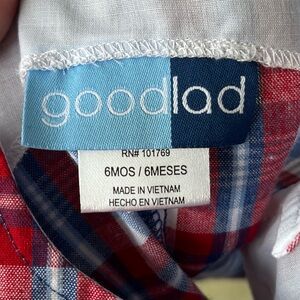 goodlad
RN# 101769
6MOS / 6MESES
MADE IN VIETNAM
HECHO EN VIETNAM